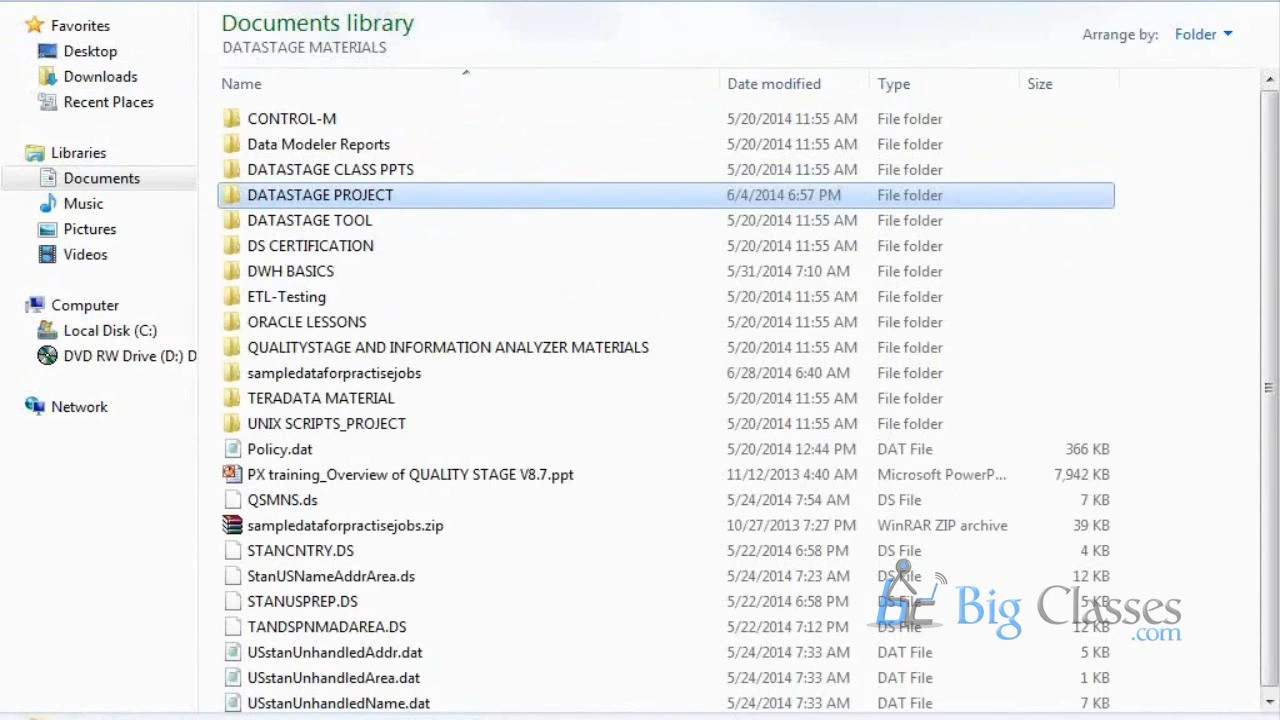 Favorites
Desktop
Downloads
Recent Places
Libraries
Documents
Music
Pictures
Videos
Computer
Local Disk (C:)
DVD RW Drive (D:) D
Network
Documents library
DATASTAGE MATERIALS
Arrange by: Folder
Name Date modified Type Size
CONTROL-M 5/20/2014 11:55 AM File folder
Data Modeler Reports 5/20/2014 11:55 AM File folder
DATASTAGE CLASS PPTS 5/20/2014 11:55 AM File folder
DATASTAGE PROJECT 6/4/2014 6:57 PM File folder
DATASTAGE TOOL 5/20/2014 11:55 AM File folder
DS CERTIFICATION 5/20/2014 11:55 AM File folder
DWH BASICS 5/31/2014 7:10 AM File folder
ETL-Testing 5/20/2014 11:55 AM File folder
ORACLE LESSONS 5/20/2014 11:55 AM File folder
QUALITYSTAGE AND INFORMATION ANALYZER MATERIALS 5/20/2014 11:55 AM File folder
sampledataforpractisejobs 6/28/2014 6:40 AM File folder
TERADATA MATERIAL 5/20/2014 11:55 AM File folder
UNIX SCRIPTS_PROJECT 5/20/2014 11:55 AM File folder
Policy.dat 5/20/2014 12:44 PM DAT File 366 KB
PX training_Overview of QUALITY STAGE V8.7.ppt 11/12/2013 4:40 AM Microsoft PowerP... 7,942 KB
QSMNS.ds 5/24/2014 7:54 AM DS File 7 KB
sampledataforpractisejobs.zip 10/27/2013 7:27 PM WinRAR ZIP archive 39 KB
STANCNTRY.DS 5/22/2014 6:58 PM DS File 4 KB
StanUSNameAddrArea.ds 5/24/2014 7:23 AM DS File 12 KB
STANUSPREP.DS 5/22/2014 6:58 PM DS File 5 KB
TANDSPNMADAREA.DS 5/22/2014 7:12 PM DS File 12 KB
USstanUnhandledAddr.dat 5/24/2014 7:33 AM DAT File 5 KB
USstanUnhandledArea.dat 5/24/2014 7:33 AM DAT File 1 KB
USstanUnhandledName.dat 5/24/2014 7:33 AM DAT File 7 KB
Big Classes
.com